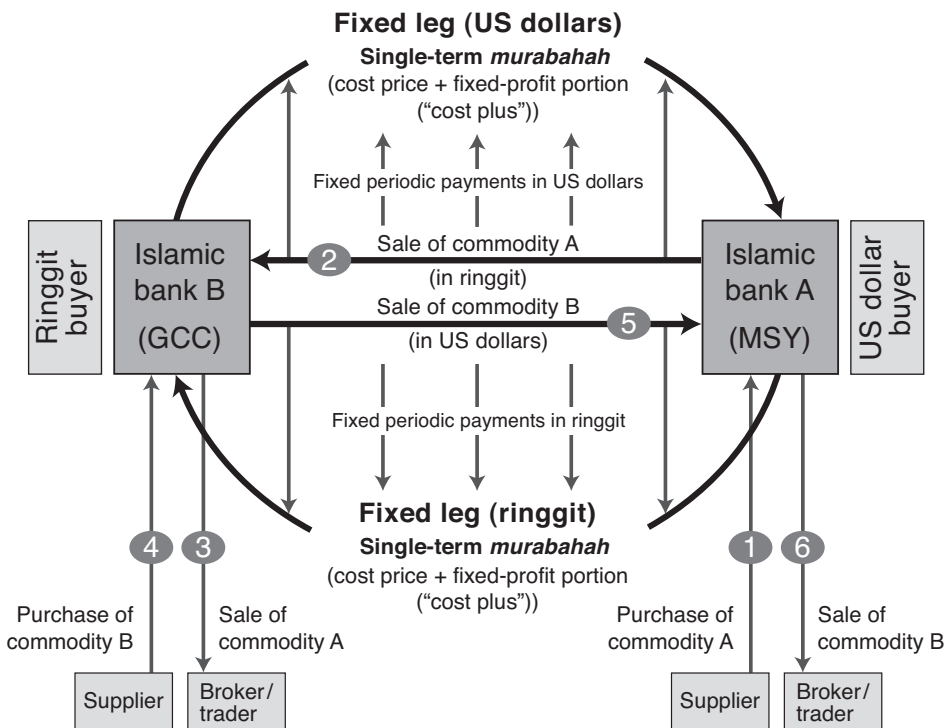 Fixed leg (US dollars)
Single-term murabahah
(cost price + fixed-profit portion
(“cost plus”))
Fixed periodic payments in US dollars
Ringgit
buyer
Islamic
bank B
(GCC)
Sale of commodity A
2
(in ringgit)
Sale of commodity B
5
(in US dollars)
Islamic
bank A
(MSY)
US dollar
buyer
Fixed periodic payments in ringgit
Fixed leg (ringgit)
Single-term murabahah
(cost price + fixed-profit portion
(“cost plus”))
4
3
1
6
Purchase of
commodity B
Sale of
commodity A
Purchase of
commodity A
Sale of
commodity B
Supplier
Broker/
trader
Supplier
Broker/
trader